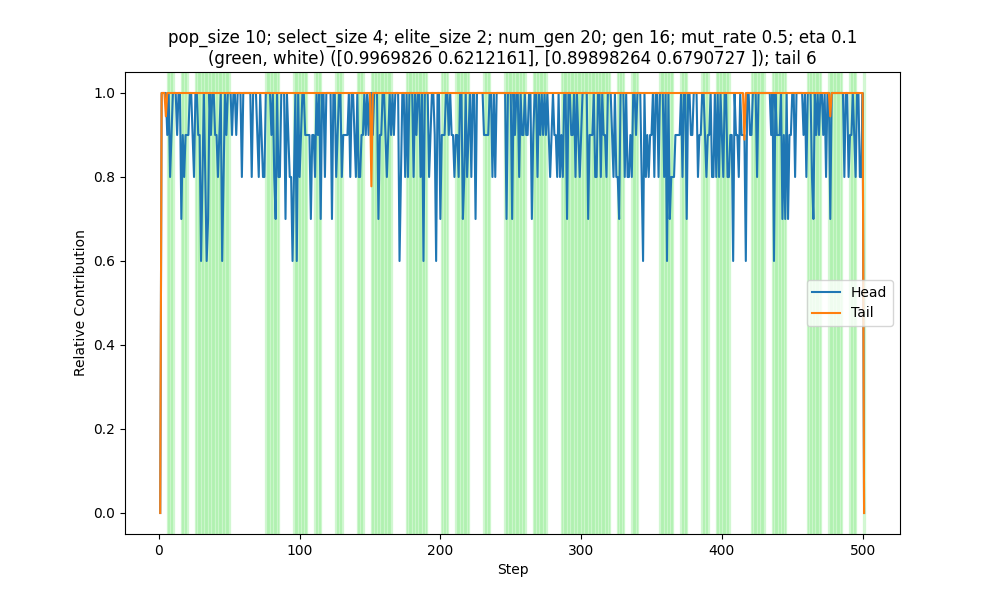 pop_size 10; select_size 4; elite_size 2; num_gen 20; gen 16; mut_rate 0.5; eta 0.1
(green, white) ([0.9969826 0.6212161], [0.89898264 0.6790727 ]); tail 6
1.0
0.8
0.6
0.4
0.2
0.0
Relative Contribution
Head
Tail
0
100
200
300
400
500
Step